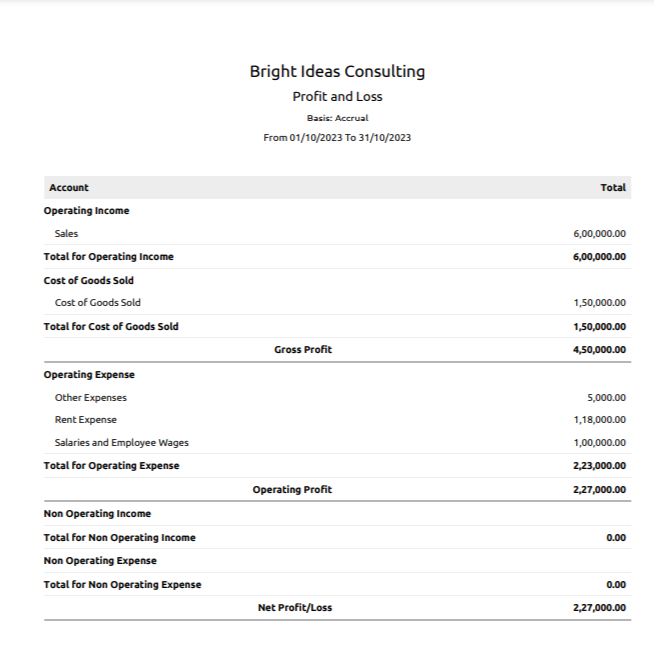 Bright Ideas Consulting
Profit and Loss
Basis: Accrual
From 01/10/2023 To 31/10/2023
Account Total
Operating Income
Sales 6,00,000.00
Total for Operating Income 6,00,000.00
Cost of Goods Sold
Cost of Goods Sold 1,50,000.00
Total for Cost of Goods Sold 1,50,000.00
Gross Profit 4,50,000.00
Operating Expense
Other Expenses 5,000.00
Rent Expense 1,18,000.00
Salaries and Employee Wages 1,00,000.00
Total for Operating Expense 2,23,000.00
Operating Profit 2,27,000.00
Non Operating Income
Total for Non Operating Income 0.00
Non Operating Expense
Total for Non Operating Expense 0.00
Net Profit/Loss 2,27,000.00